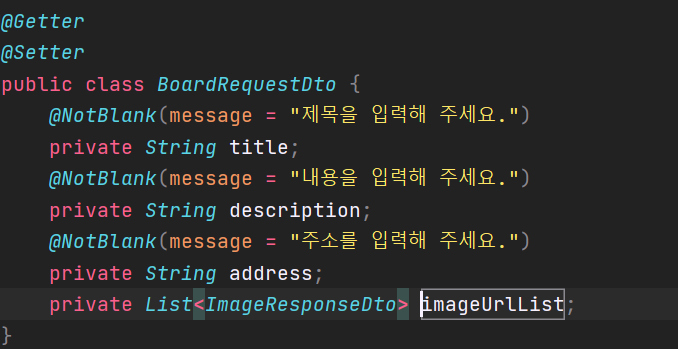 @Getter
@Setter
public class BoardRequestDto {
    @NotBlank(message = "제목을 입력해 주세요.")
    private String title;
    @NotBlank(message = "내용을 입력해 주세요.")
    private String description;
    @NotBlank(message = "주소를 입력해 주세요.")
    private String address;
    private List<ImageResponseDto> imageUrlList;
}